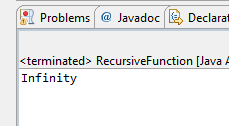 Problems @ Javadoc Declarat
<terminated> RecursiveFunction [Java A
Infinity